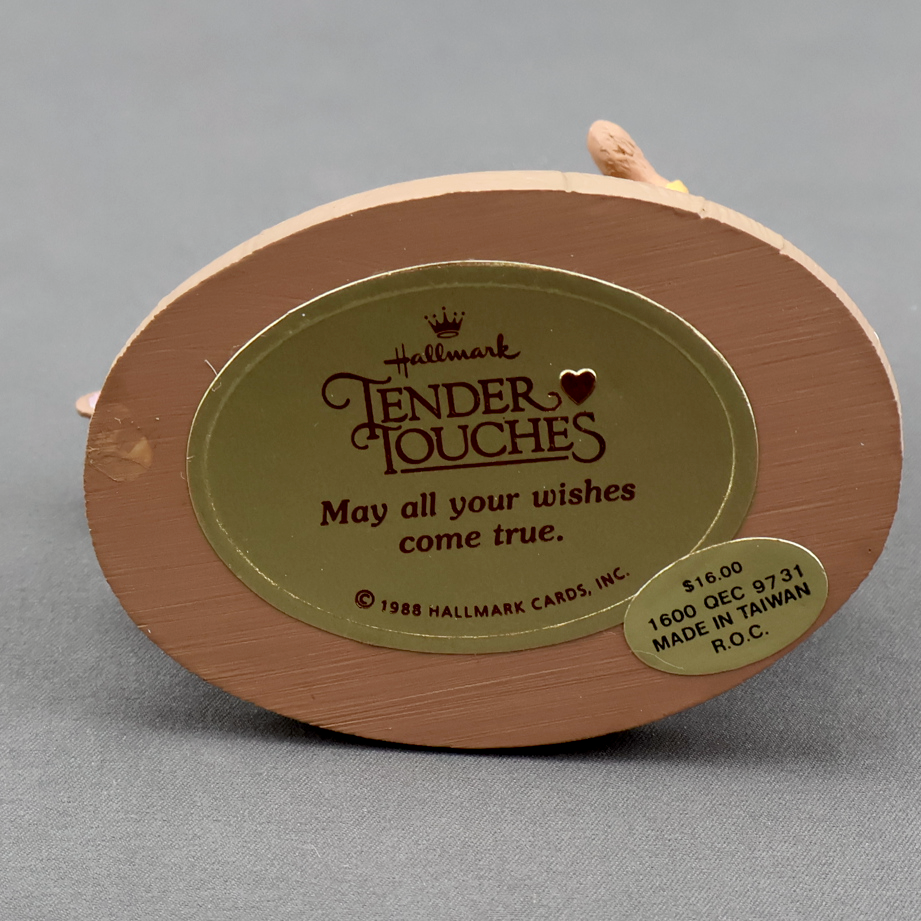 Hallmark
TENDER
TOUCHES
May all your wishes
come true.
© 1988 HALLMARK CARDS, INC.
$16.00
1600 QEC 9731
MADE IN TAIWAN
R.O.C.